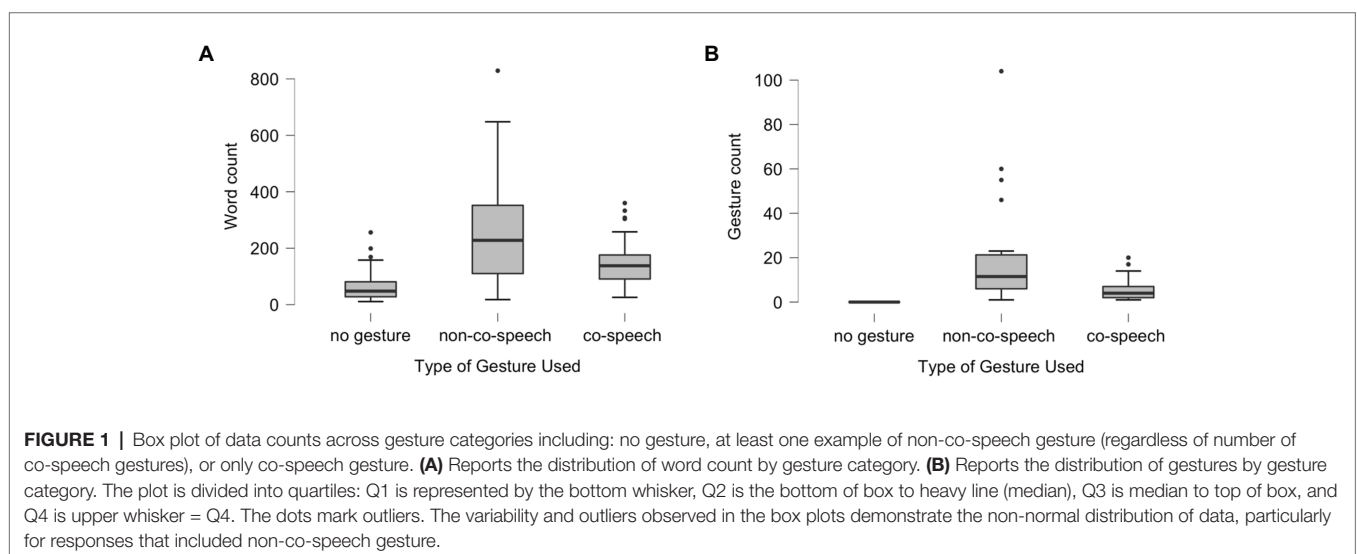 A
B
800
600
400
200
0
Word count
no gesture non-co-speech co-speech
Type of Gesture Used
100
80
60
40
20
0
Gesture count
no gesture non-co-speech co-speech
Type of Gesture Used
FIGURE 1 | Box plot of data counts across gesture categories including: no gesture, at least one example of non-co-speech gesture (regardless of number of
co-speech gestures), or only co-speech gesture. (A) Reports the distribution of word count by gesture category. (B) Reports the distribution of gestures by gesture
category. The plot is divided into quartiles: Q1 is represented by the bottom whisker, Q2 is the bottom of box to heavy line (median), Q3 is median to top of box, and
Q4 is upper whisker = Q4. The dots mark outliers. The variability and outliers observed in the box plots demonstrate the non-normal distribution of data, particularly
for responses that included non-co-speech gesture.